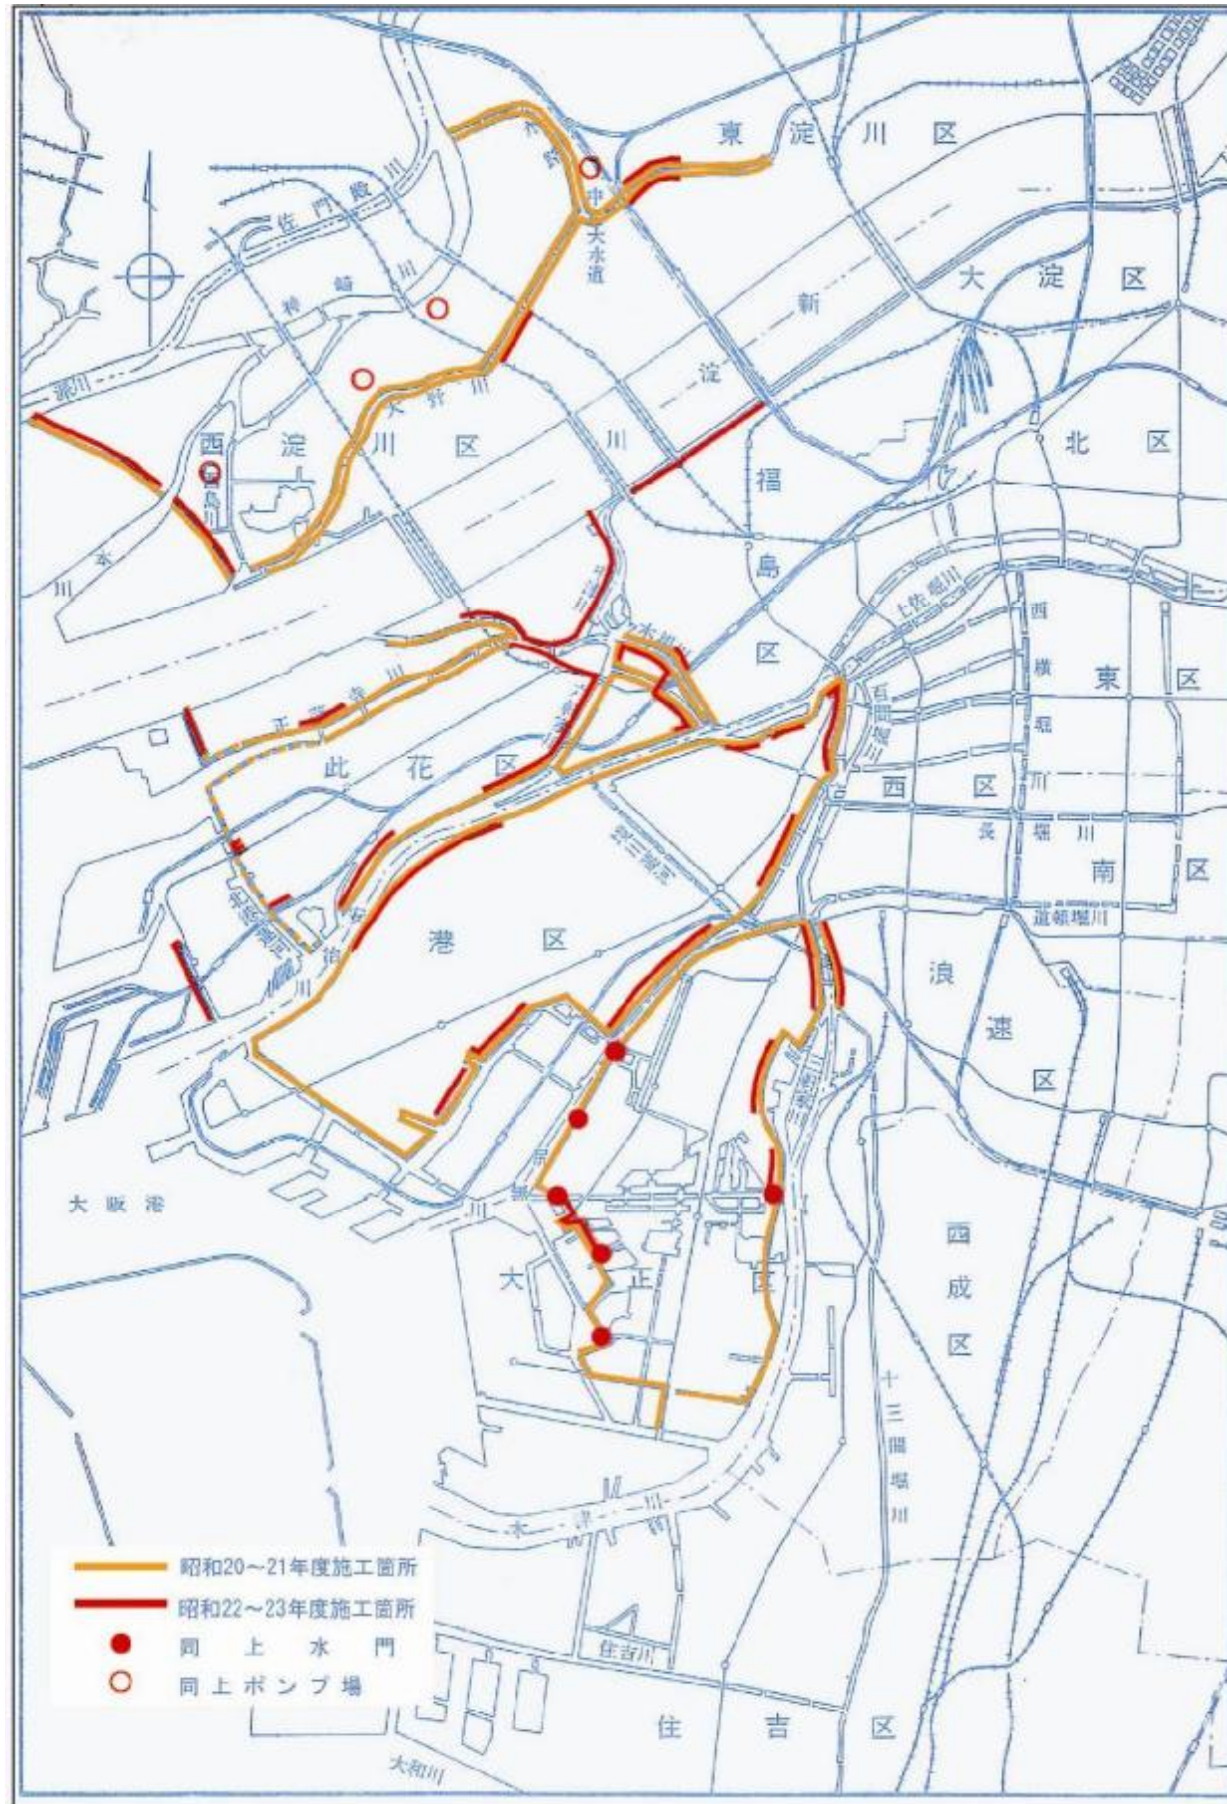 東淀川区
中
大水道
佐門殿川
神崎川
大淀区
新淀川
大野川
西淀川区
西島川
北区
福島区
土佐堀川
西横堀川
東区
正蓮寺川
此花区
西区
長堀川
南区
道頓堀川
安治川
港区
浪速区
大阪港
大正区
西成区
十三間堀川
木津川
昭和20〜21年度施工箇所
昭和22〜23年度施工箇所
同上水門
同上ポンプ場
住吉川
住吉区
大和川